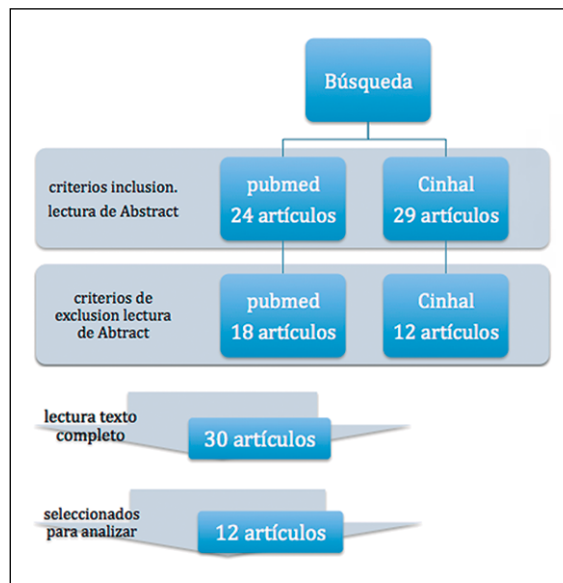 Búsqueda
criterios inclusion.
lectura de Abstract
pubmed
24 artículos
Cinhal
29 artículos
criterios de
exclusion lectura
de Abtract
pubmed
18 artículos
Cinhal
12 artículos
lectura texto
completo
30 artículos
seleccionados
para analizar
12 artículos